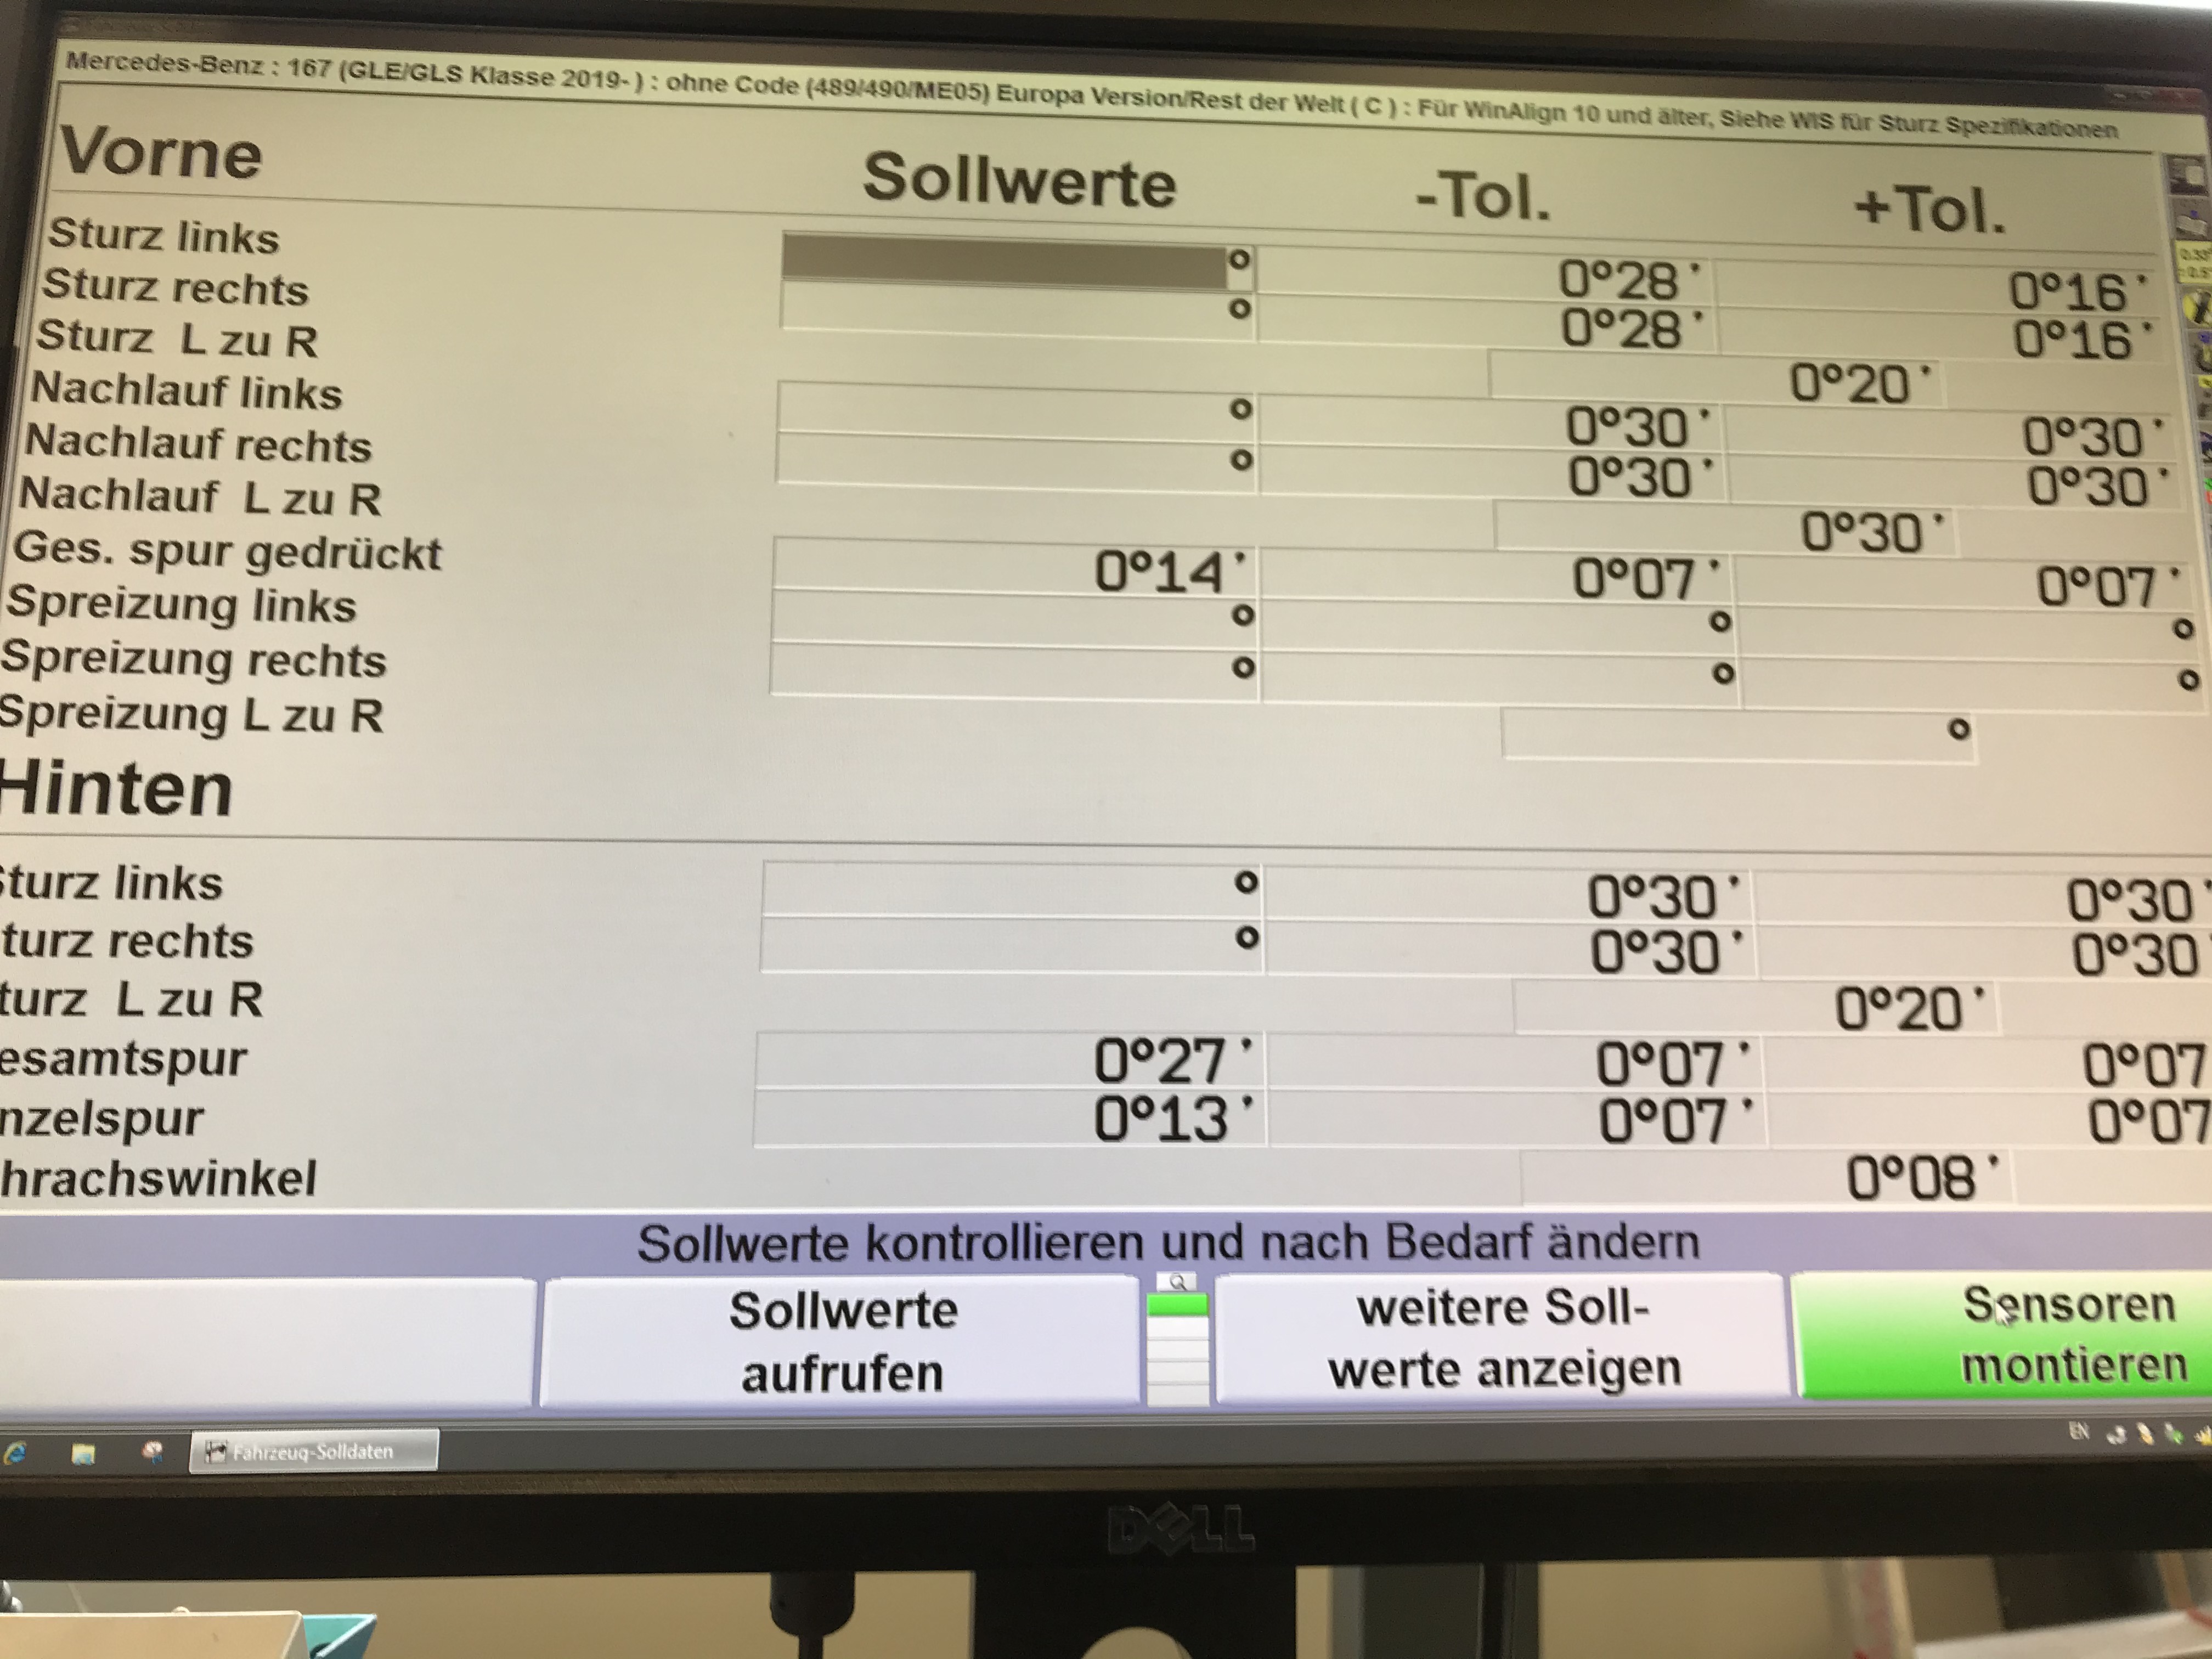 Mercedes-Benz : 167 (GLE/GLS Klasse 2019- ) : ohne Code (489/490/ME05) Europa Version/Rest der Welt ( C ) : Für WinAlign 10 und älter, Siehe WIS für Sturz Spezifikationen
Vorne Sollwerte -Tol. +Tol.
Sturz links ° 0°28' 0°16'
Sturz rechts ° 0°28' 0°16'
Sturz L zu R 0°20'
Nachlauf links ° 0°30' 0°30'
Nachlauf rechts ° 0°30' 0°30'
Nachlauf L zu R 0°30'
Ges. spur gedrückt 0°14' 0°07' 0°07'
Spreizung links ° ° °
Spreizung rechts ° ° °
Spreizung L zu R °
Hinten
Sturz links ° 0°30' 0°30'
turz rechts ° 0°30' 0°30'
turz L zu R 0°20'
esamtspur 0°27' 0°07' 0°07
nzelspur 0°13' 0°07' 0°07
hrachswinkel 0°08'
Sollwerte kontrollieren und nach Bedarf ändern
Sollwerte aufrufen
weitere Soll-
werte anzeigen
Sensoren
montieren
Fahrzeug-Solldaten
EN
DELL